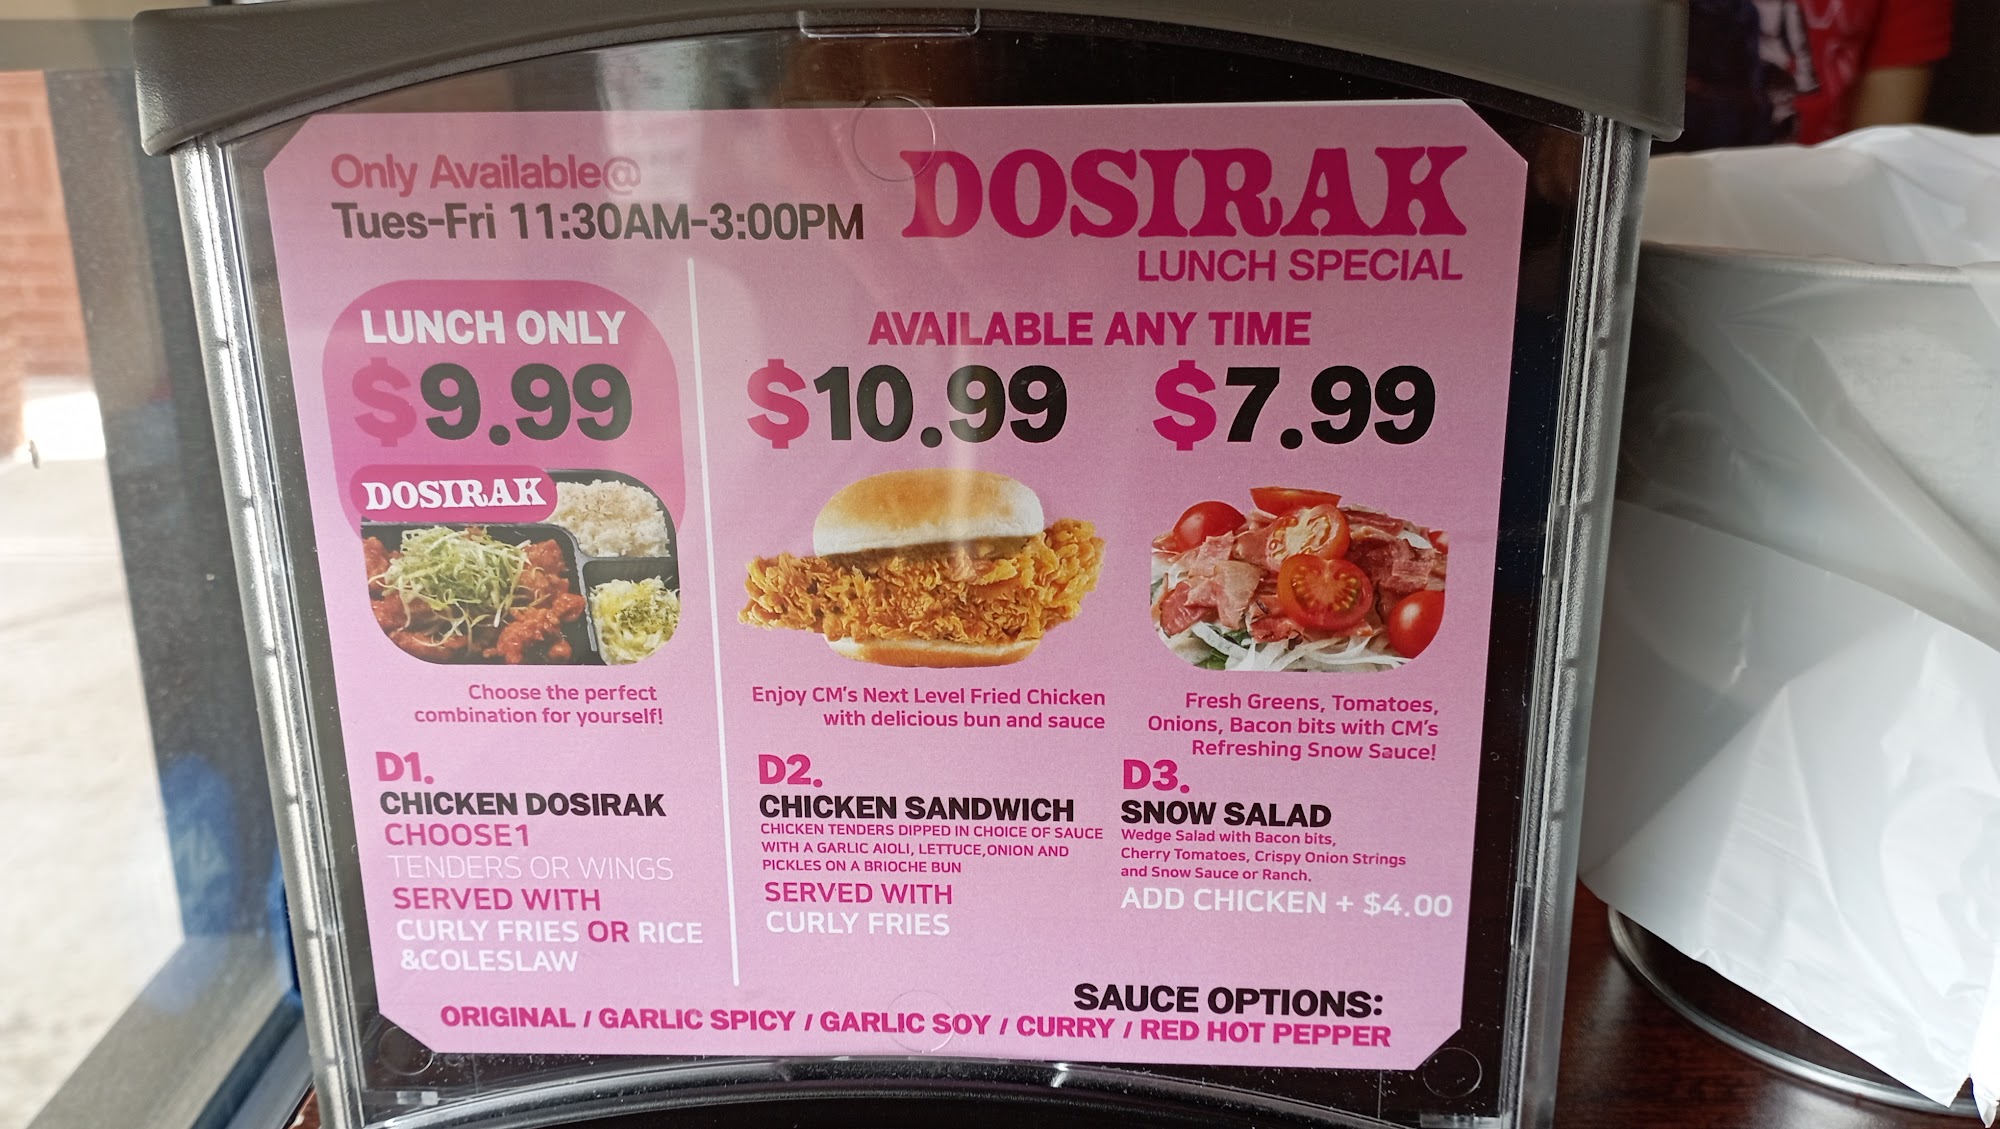 Only Available@
Tues-Fri 11:30AM-3:00PM
DOSIRAK
LUNCH SPECIAL
LUNCH ONLY
$9.99
DOSIRAK
Choose the perfect
combination for yourself!
D1.
CHICKEN DOSIRAK
CHOOSE1
TENDERS OR WINGS
SERVED WITH
CURLY FRIES OR RICE
&COLESLAW
AVAILABLE ANY TIME
$10.99
Enjoy CM's Next Level Fried Chicken
with delicious bun and sauce
D2.
CHICKEN SANDWICH
CHICKEN TENDERS DIPPED IN CHOICE OF SAUCE
WITH A GARLIC AIOLI, LETTUCE,ONION AND
PICKLES ON A BRIOCHE BUN
SERVED WITH
CURLY FRIES
$7.99
Fresh Greens, Tomatoes,
Onions, Bacon bits with CM's
Refreshing Snow Sauce!
D3.
SNOW SALAD
Wedge Salad with Bacon bits,
Cherry Tomatoes, Crispy Onion Strings
and Snow Sauce or Ranch.
ADD CHICKEN + $4.00
SAUCE OPTIONS:
ORIGINAL / GARLIC SPICY / GARLIC SOY / CURRY / RED HOT PEPPER